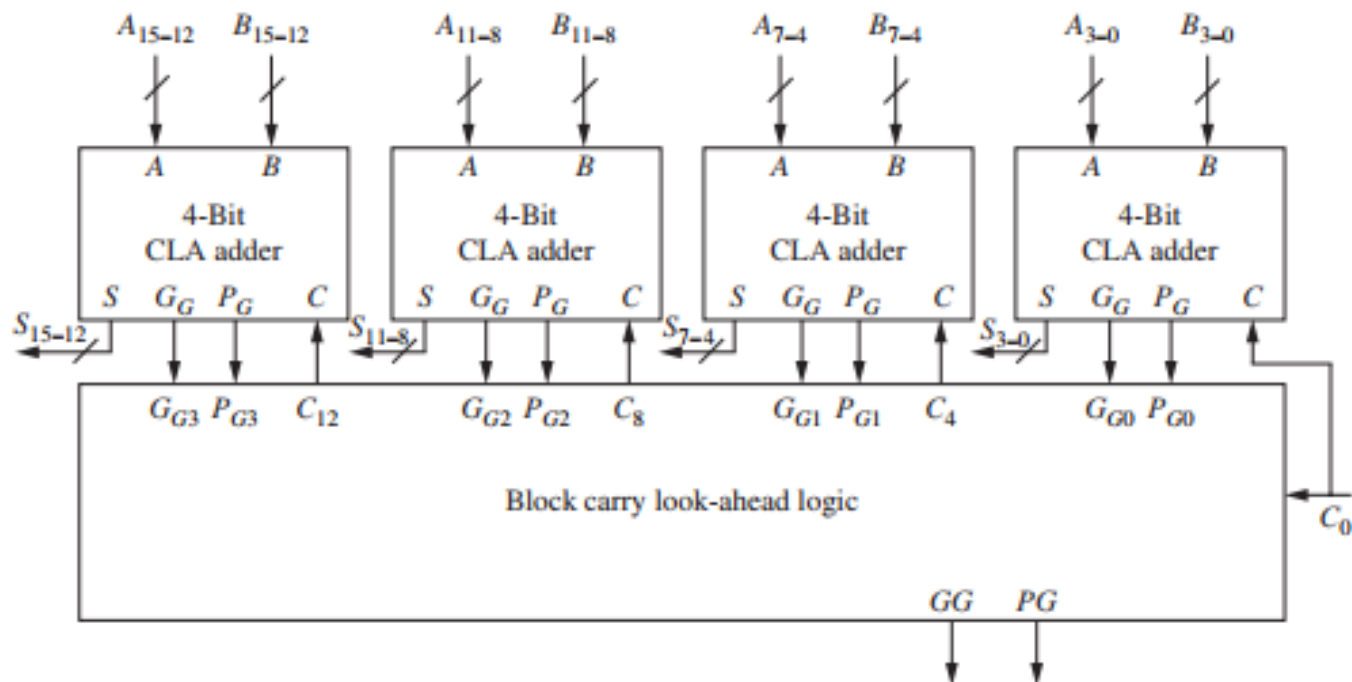 A15–12 B15–12 A11–8 B11–8 A7–4 B7–4 A3–0 B3–0
A B A B A B A B
4-Bit 4-Bit 4-Bit 4-Bit
CLA adder CLA adder CLA adder CLA adder
S GG PG C S GG PG C S GG PG C S GG PG C
S15–12 S11–8 S7–4 S3–0
GG3 PG3 C12 GG2 PG2 C8 GG1 PG1 C4 GG0 PG0
Block carry look-ahead logic
C0
GG PG